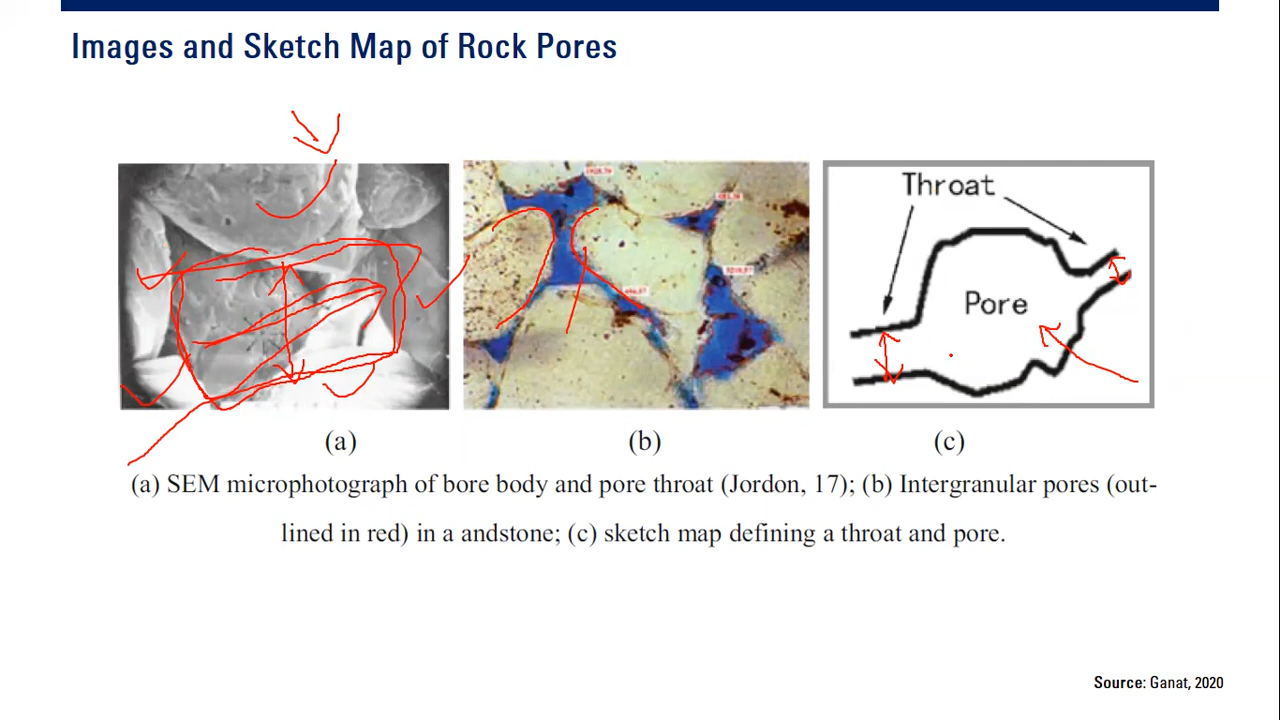 Images and Sketch Map of Rock Pores
Throat
Pore
(a)
(b)
(c)
(a) SEM microphotograph of bore body and pore throat (Jordon, 17); (b) Intergranular pores (out-
lined in red) in a andstone; (c) sketch map defining a throat and pore.
Source: Ganat, 2020